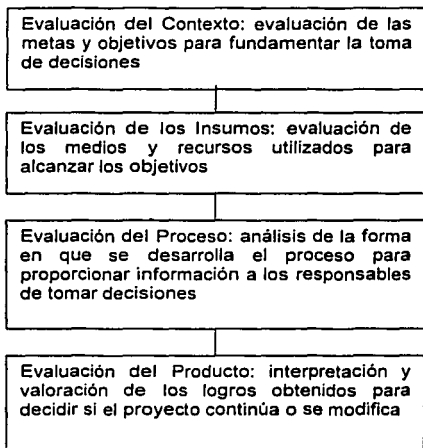 Evaluación del Contexto: evaluación de las
metas y objetivos para fundamentar la toma
de decisiones
Evaluación de los Insumos: evaluación de
los medios y recursos utilizados para
alcanzar los objetivos
Evaluación del Proceso: análisis de la forma
en que se desarrolla el proceso para
proporcionar información a los responsables
de tomar decisiones
Evaluación del Producto: interpretación y
valoración de los logros obtenidos para
decidir si el proyecto continúa o se modifica